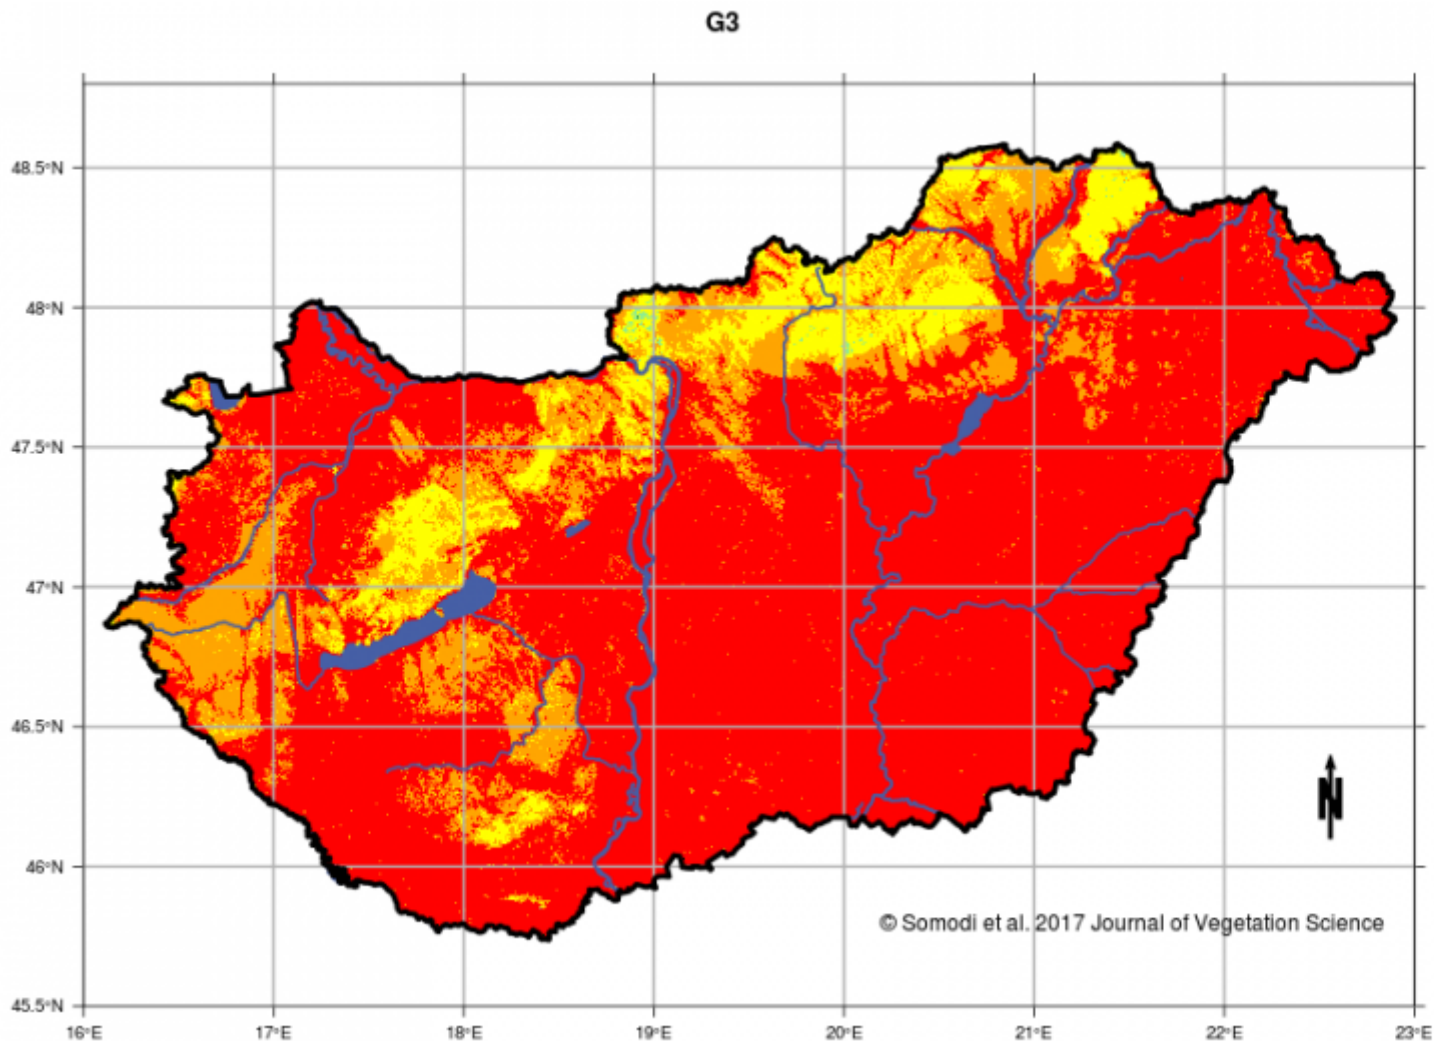 G3
48.5°N
48°N
47.5°N
47°N
46.5°N
46°N
45.5°N
N
© Somodi et al. 2017 Journal of Vegetation Science
16°E 17°E 18°E 19°E 20°E 21°E 22°E 23°E